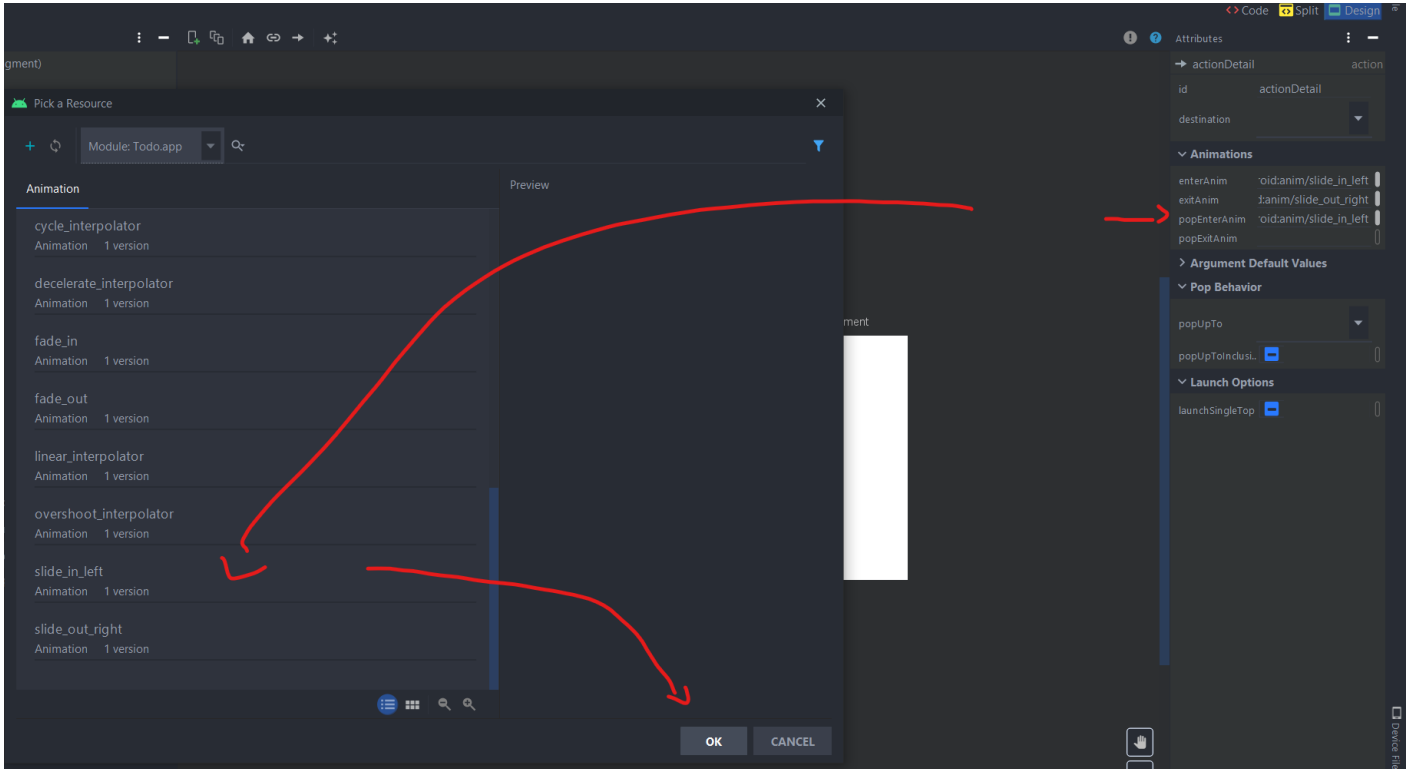 Code Split Design
Attributes
gment)
actionDetail action
Pick a Resource
id actionDetail
destination
Module: Todo.app
Animations
Animation
Preview
enterAnim oid:anim/slide_in_left
exitAnim d:anim/slide_out_right
popEnterAnim oid:anim/slide_in_left
popExitAnim
cycle_interpolator
Animation 1 version
Argument Default Values
decelerate_interpolator
Animation 1 version
Pop Behavior
ment
popUpTo
fade_in
Animation 1 version
popUpToInclusi..
Launch Options
fade_out
Animation 1 version
launchSingleTop
linear_interpolator
Animation 1 version
overshoot_interpolator
Animation 1 version
slide_in_left
Animation 1 version
slide_out_right
Animation 1 version
OK CANCEL
Device File